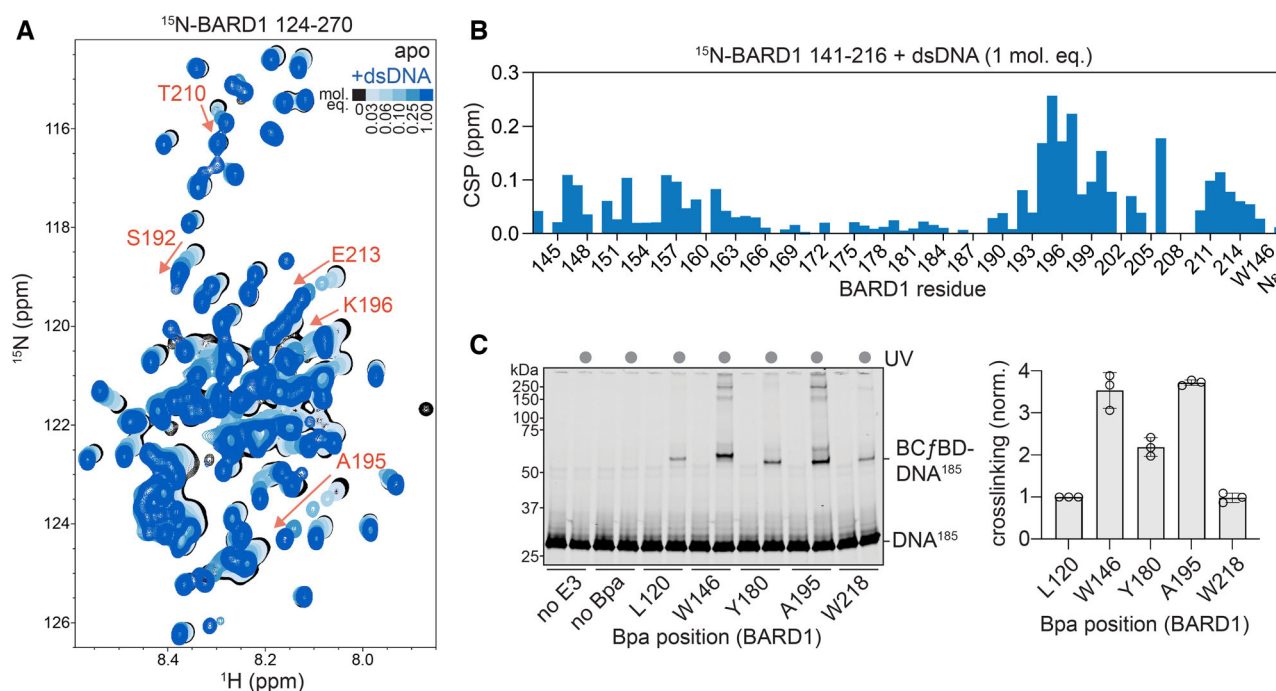 A
¹⁵N-BARD1 124-270
apo
+dsDNA
mol. eq.
0 0.03 0.06 0.10 0.25 1.00
T210
S192
E213
K196
A195
116
118
120
122
124
126
¹⁵N (ppm)
8.4 8.2 8.0
¹H (ppm)
B
¹⁵N-BARD1 141-216 + dsDNA (1 mol. eq.)
0.3
0.2
0.1
0.0
CSP (ppm)
145 148 151 154 157 160 163 166 169 172 175 178 181 184 187 190 193 196 199 202 205 208 211 214 W146
BARD1 residue
C
UV
kDa
250
150
100
75
50
37
25
BCƒBD-
DNA¹⁸⁵
DNA¹⁸⁵
no E3 no Bpa L120 W146 Y180 A195 W218
Bpa position (BARD1)
crosslinking (norm.)
4
3
2
1
0
L120 W146 Y180 A195 W218
Bpa position (BARD1)